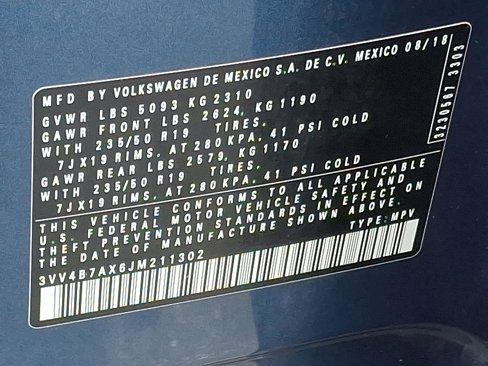 MFD BY VOLKSWAGEN DE MEXICO S.A. DE C.V. MEXICO 08/18
GVWR LBS 5093 KG 2310
GAWR FRONT LBS 2624, KG 1190
WITH 235/50 R19 TIRES.
7JX19 RIMS, AT 280 KPA, 41 PSI COLD
GAWR REAR LBS 2579, KG 1170
WITH 235/50 R19 TIRES.
7JX19 RIMS, AT 280 KPA, 41 PSI COLD
THIS VEHICLE CONFORMS TO ALL APPLICABLE
U.S. FEDERAL MOTOR VEHICLE SAFETY AND
THEFT PREVENTION STANDARDS IN EFFECT ON
THE DATE OF MANUFACTURE SHOWN ABOVE.
TYPE: MPV
3VV4B7AX6JM211302
3230587 3303